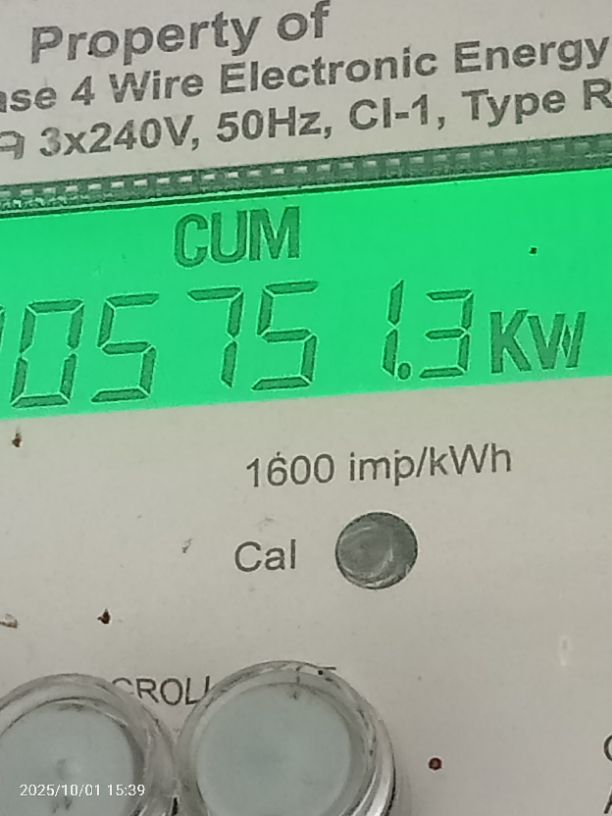 Property of
ase 4 Wire Electronic Energy
3x240V, 50Hz, Cl-1, Type R
CUM
05751.3 KW
1600 imp/kWh
Cal
SCROLL
2025/10/01 15:39